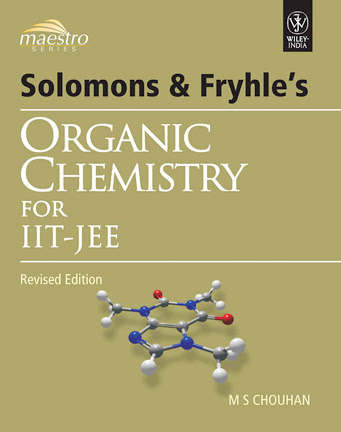 maestro
SERIES
WILEY-
INDIA
Solomons & Fryhle's
ORGANIC
CHEMISTRY
FOR
IIT-JEE
Revised Edition
M S CHOUHAN